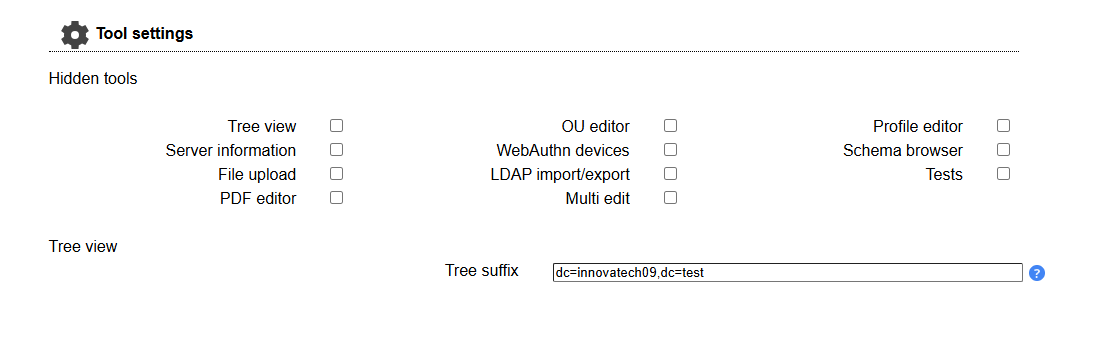 Tool settings
Hidden tools
Tree view OU editor Profile editor
Server information WebAuthn devices Schema browser
File upload LDAP import/export Tests
PDF editor Multi edit
Tree view
Tree suffix dc=innovatech09,dc=test ?